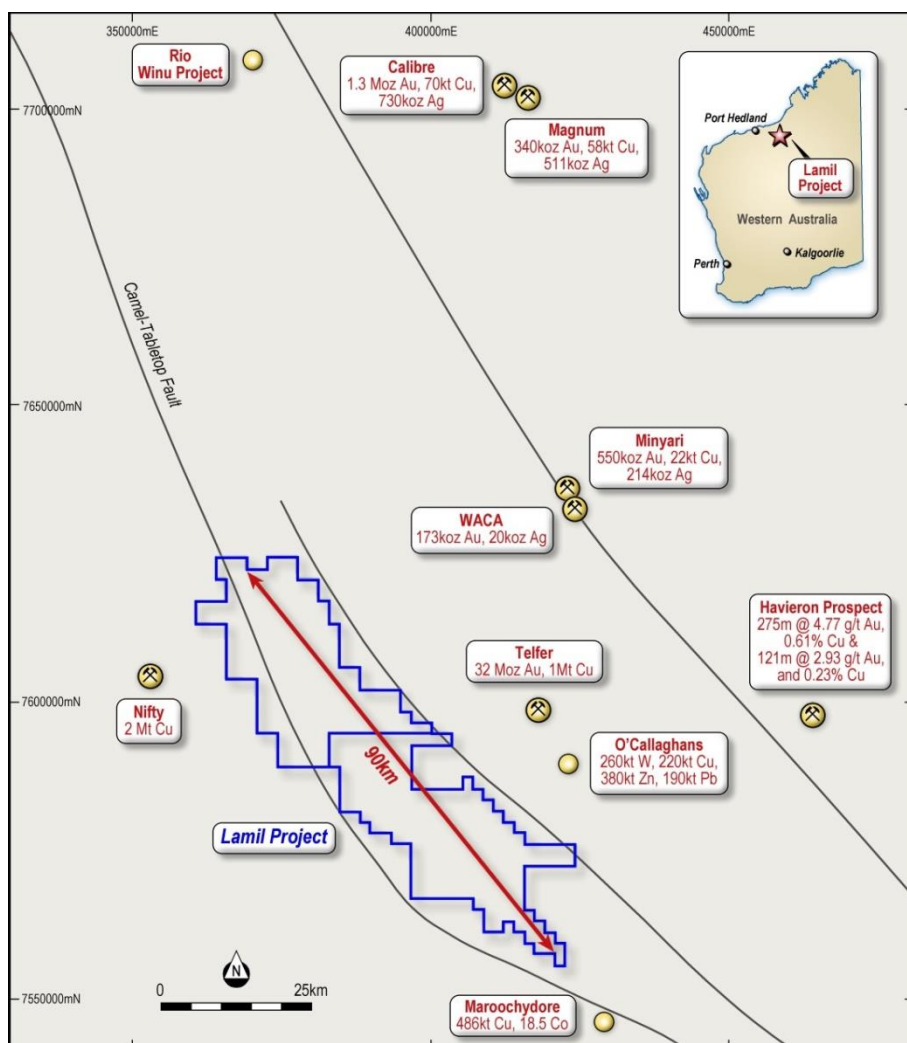 350000mE
400000mE
450000mE
Rio
Winu Project
Calibre
1.3 Moz Au, 70kt Cu,
730koz Ag
Magnum
340koz Au, 58kt Cu,
511koz Ag
7700000mN
Port Hedland
Lamil
Project
Western Australia
Kalgoorlie
Perth
Camel-Tabletop Fault
7650000mN
Minyari
550koz Au, 22kt Cu,
214koz Ag
WACA
173koz Au, 20koz Ag
Havieron Prospect
275m @ 4.77 g/t Au,
0.61% Cu &
121m @ 2.93 g/t Au,
and 0.23% Cu
Telfer
32 Moz Au, 1Mt Cu
7600000mN
Nifty
2 Mt Cu
O'Callaghans
260kt W, 220kt Cu,
380kt Zn, 190kt Pb
90km
Lamil Project
N
0
25km
7550000mN
Maroochydore
486kt Cu, 18.5 Co